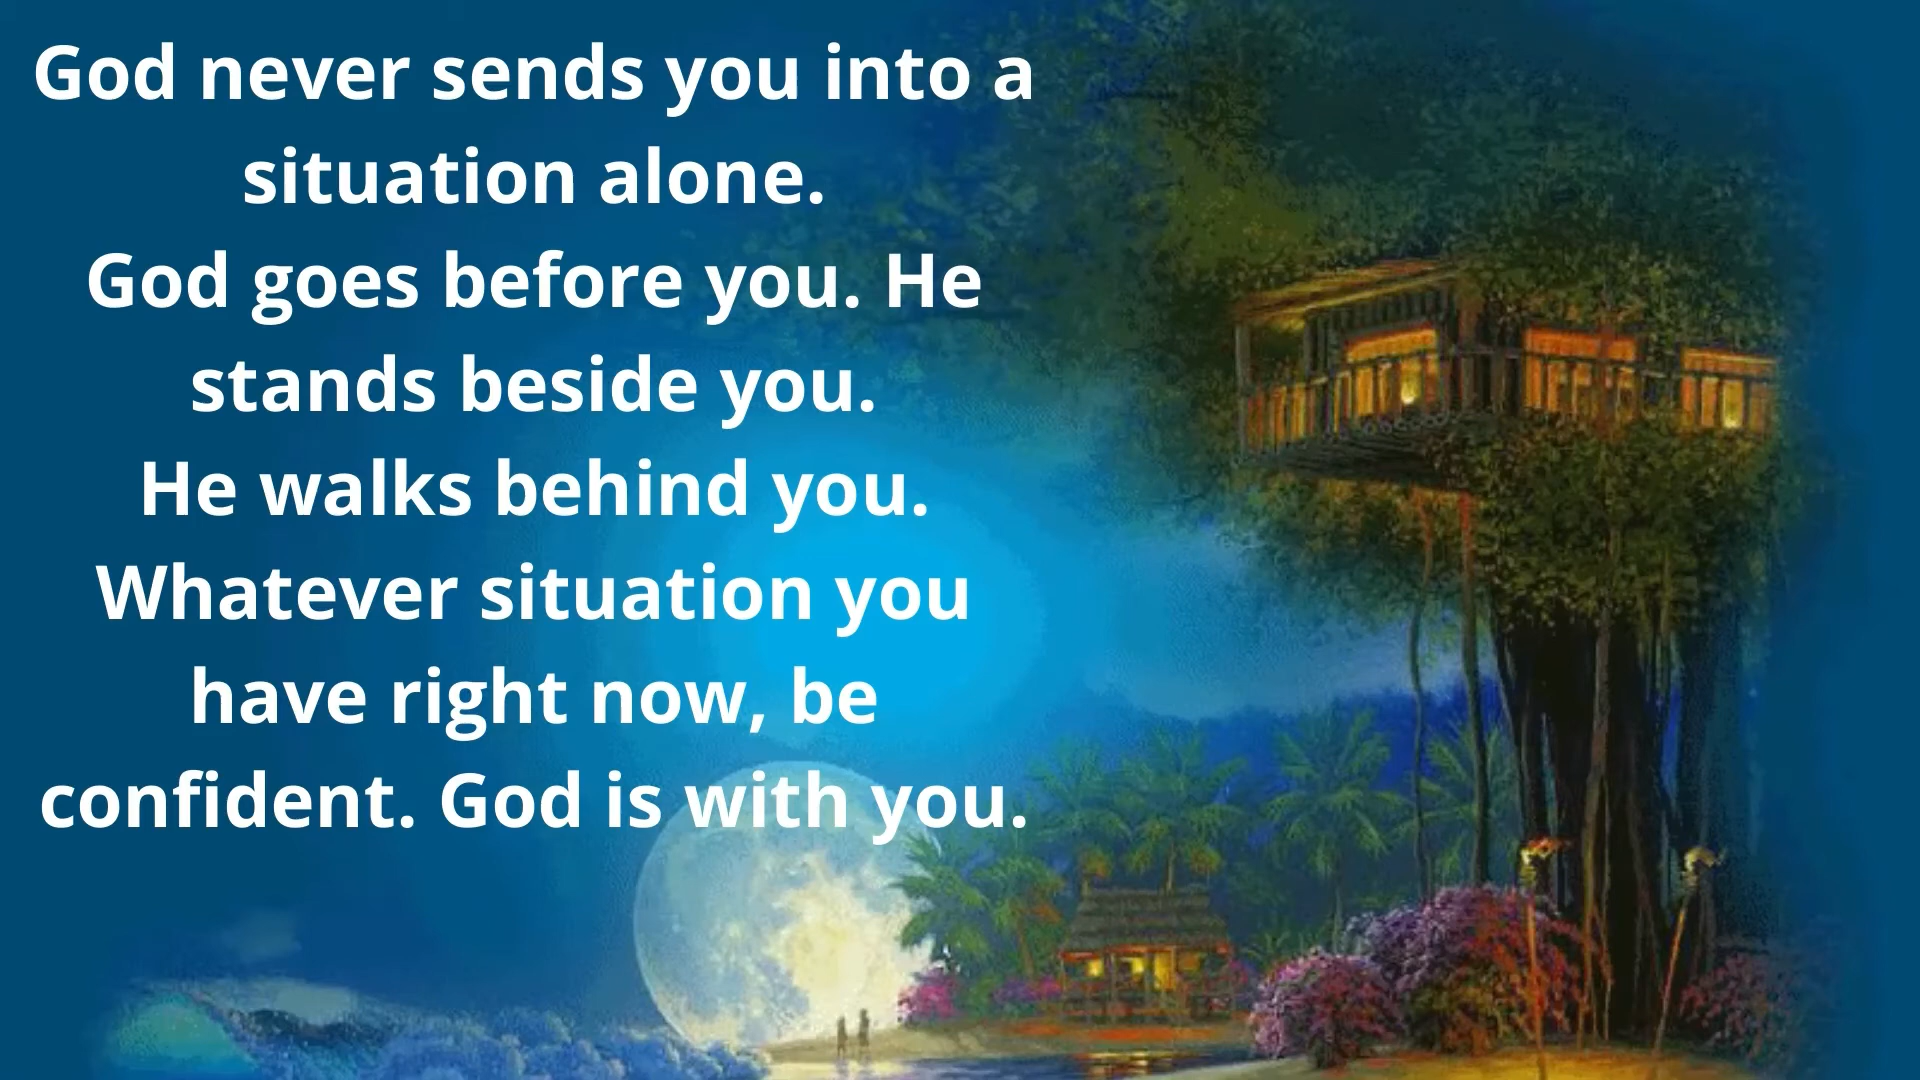 God never sends you into a
situation alone.
God goes before you. He
stands beside you.
He walks behind you.
Whatever situation you
have right now, be
confident. God is with you.